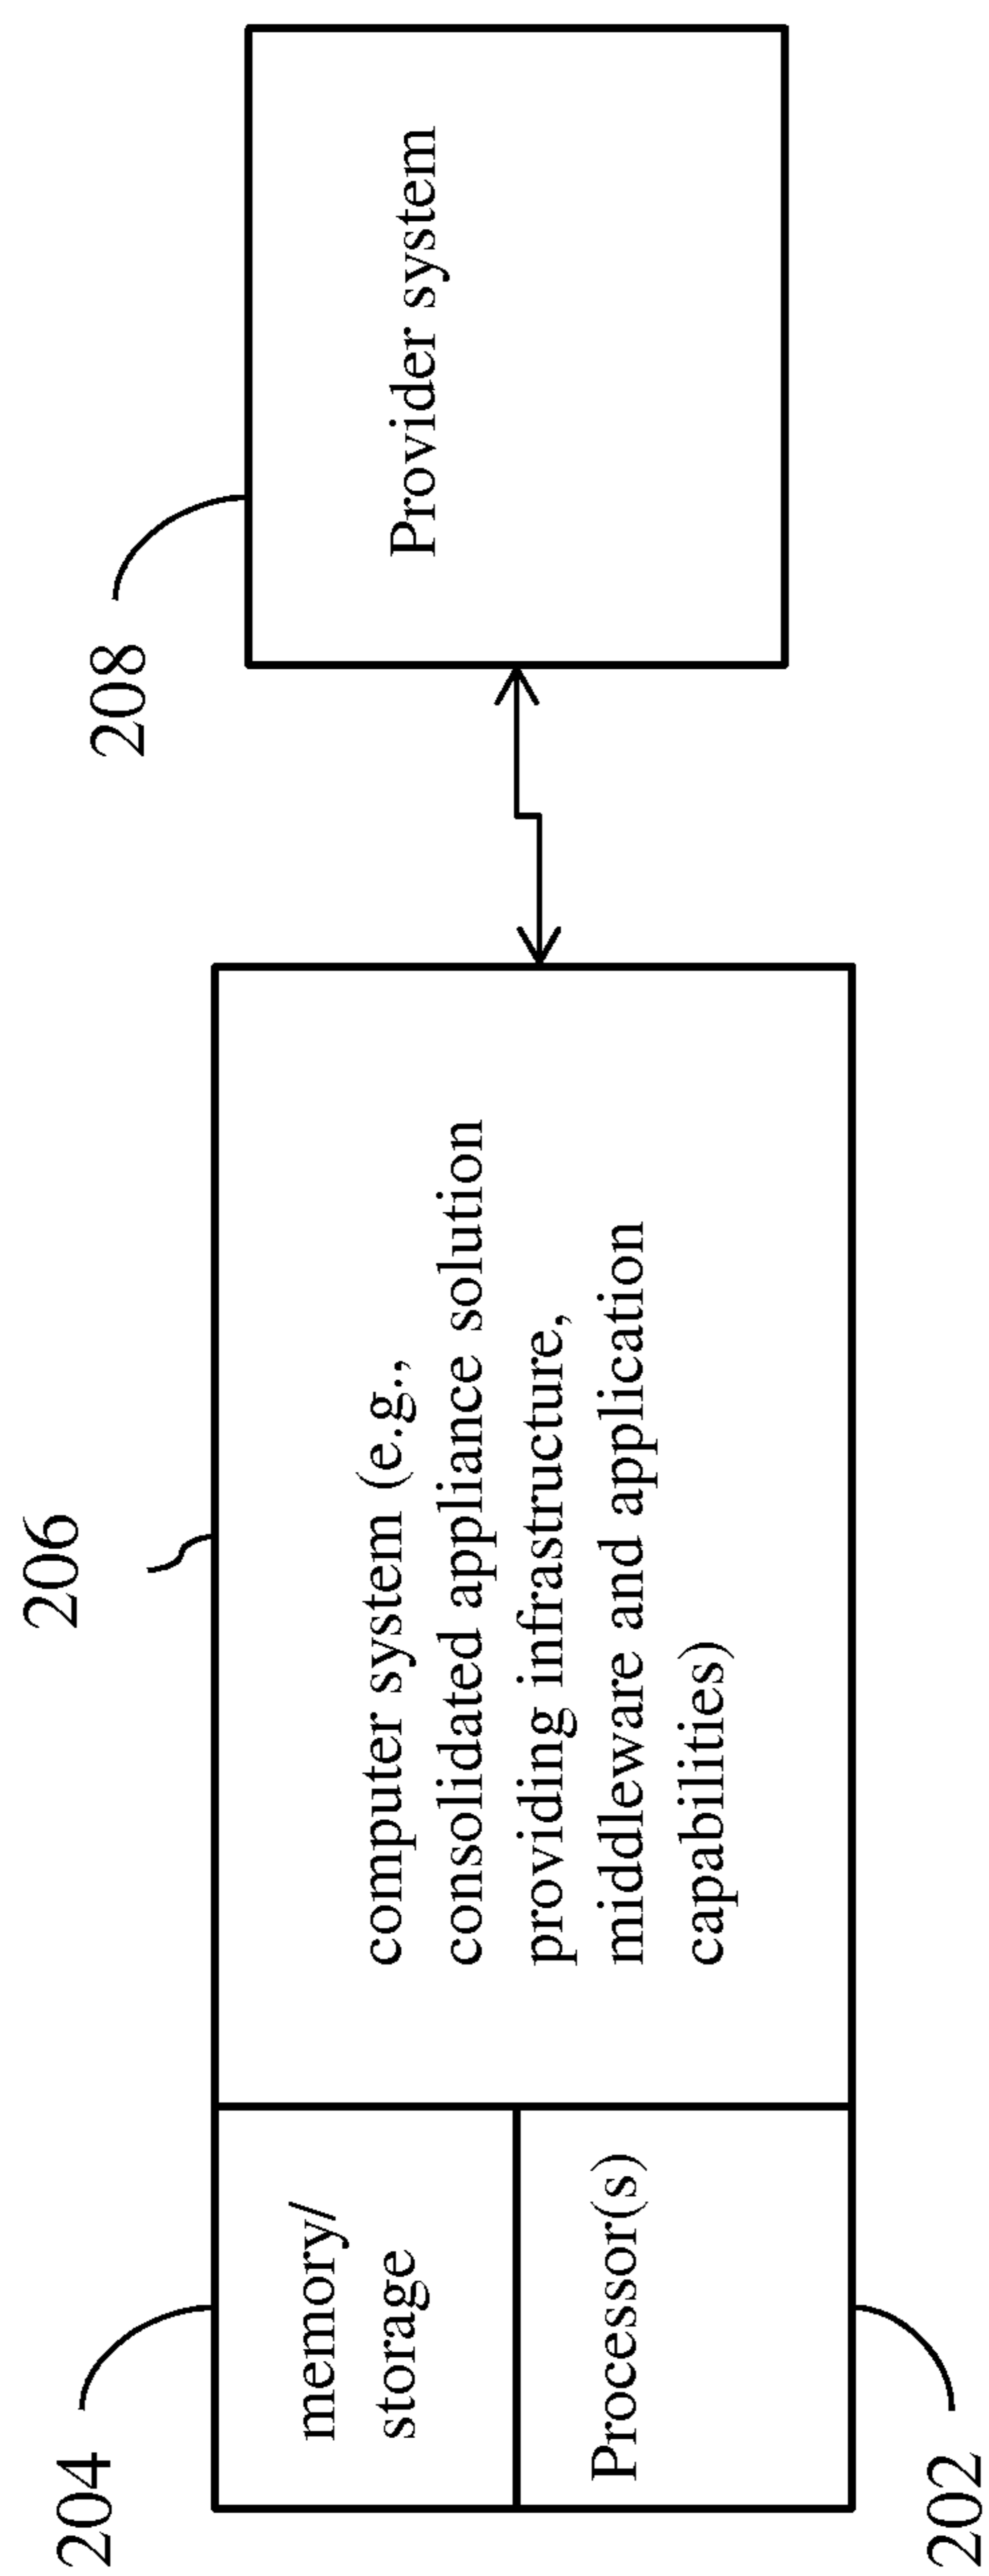 204
memory/
storage
Processor(s)
202
206
computer system (e.g.,
consolidated appliance solution
providing infrastructure,
middleware and application
capabilities)
208
Provider system